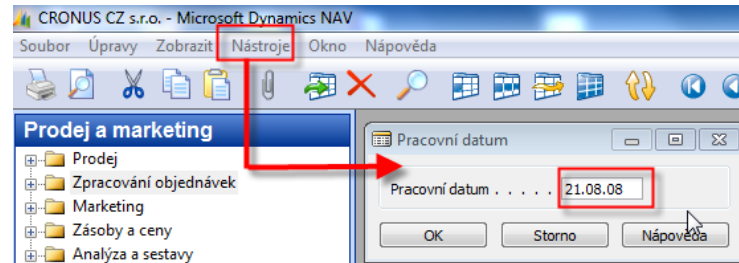 CRONUS CZ s.r.o. - Microsoft Dynamics NAV
Soubor Úpravy Zobrazit Nástroje Okno Nápověda
Prodej a marketing
Prodej
Zpracování objednávek
Marketing
Zásoby a ceny
Analýza a sestavy
Pracovní datum
Pracovní datum . . . . . 21.08.08
OK Storno Nápověda